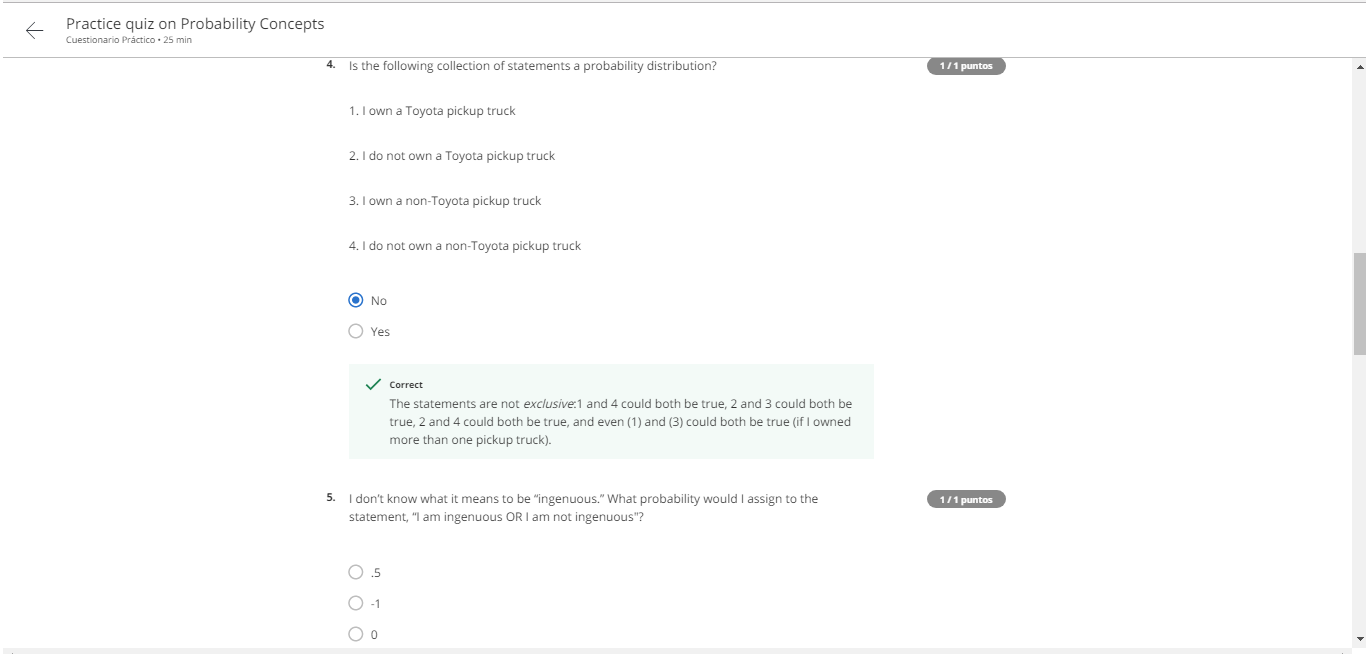 Practice quiz on Probability Concepts
Cuestionario Práctico • 25 min
4. Is the following collection of statements a probability distribution?
1 / 1 puntos
1. I own a Toyota pickup truck
2. I do not own a Toyota pickup truck
3. I own a non-Toyota pickup truck
4. I do not own a non-Toyota pickup truck
No
Yes
Correct
The statements are not exclusive:1 and 4 could both be true, 2 and 3 could both be
true, 2 and 4 could both be true, and even (1) and (3) could both be true (if I owned
more than one pickup truck).
5. I don't know what it means to be “ingenuous.” What probability would I assign to the
statement, “I am ingenuous OR I am not ingenuous"?
1 / 1 puntos
.5
-1
0